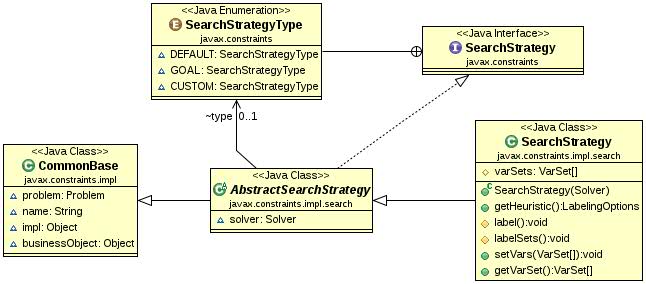 <<Java Enumeration>>
E SearchStrategyType
javax.constraints
DEFAULT: SearchStrategyType
GOAL: SearchStrategyType
CUSTOM: SearchStrategyType
<<Java Interface>>
I SearchStrategy
javax.constraints
~type 0..1
<<Java Class>>
C CommonBase
javax.constraints.impl
problem: Problem
name: String
impl: Object
businessObject: Object
<<Java Class>>
C A AbstractSearchStrategy
javax.constraints.impl.search
solver: Solver
<<Java Class>>
C SearchStrategy
javax.constraints.impl.search
varSets: VarSet[]
C SearchStrategy(Solver)
getHeuristic():LabelingOptions
label():void
labelSets():void
setVars(VarSet[]):void
getVarSet():VarSet[]